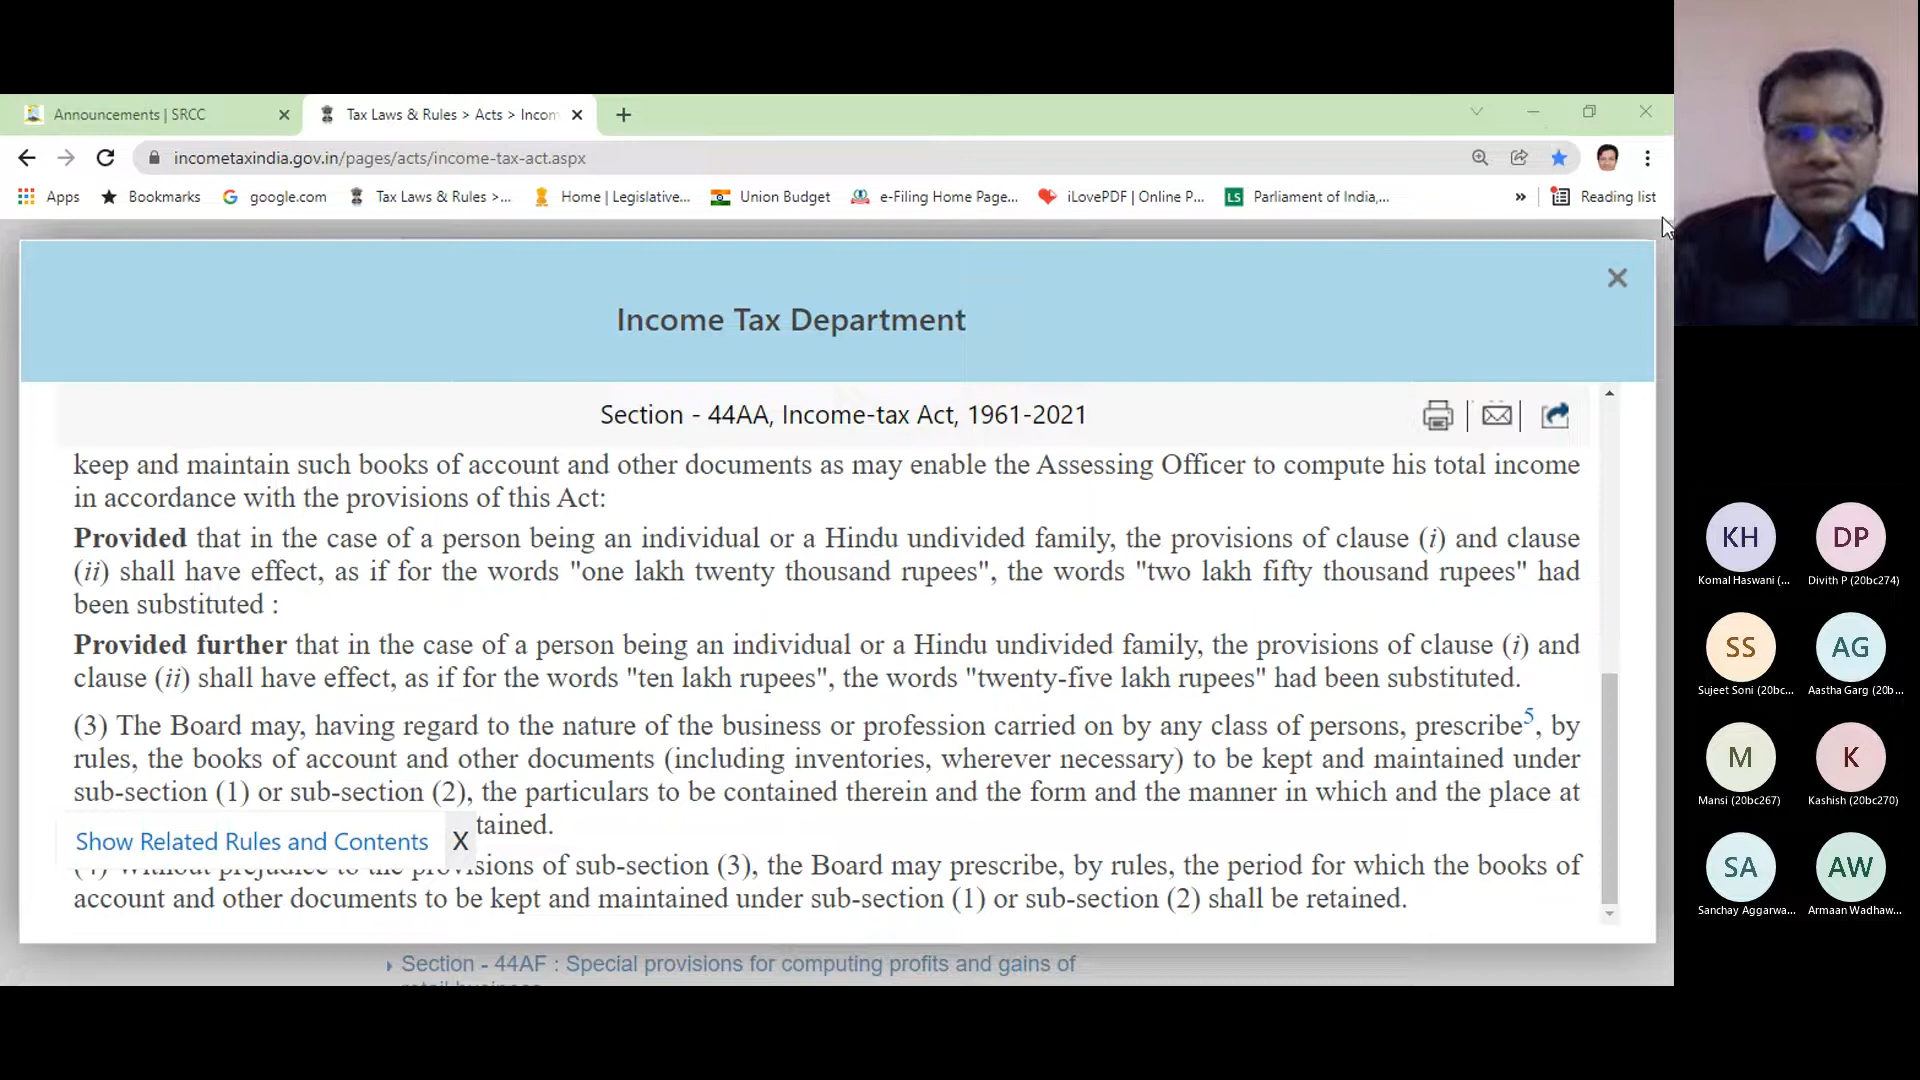 Announcements | SRCC
Tax Laws & Rules > Acts > Incom
incometaxindia.gov.in/pages/acts/income-tax-act.aspx
Apps Bookmarks google.com Tax Laws & Rules >... Home | Legislative... Union Budget e-Filing Home Page... iLovePDF | Online P... LS Parliament of India,... » Reading list
Income Tax Department
Section - 44AA, Income-tax Act, 1961-2021
keep and maintain such books of account and other documents as may enable the Assessing Officer to compute his total income
in accordance with the provisions of this Act:
Provided that in the case of a person being an individual or a Hindu undivided family, the provisions of clause (i) and clause
(ii) shall have effect, as if for the words "one lakh twenty thousand rupees", the words "two lakh fifty thousand rupees" had
been substituted :
Provided further that in the case of a person being an individual or a Hindu undivided family, the provisions of clause (i) and
clause (ii) shall have effect, as if for the words "ten lakh rupees", the words "twenty-five lakh rupees" had been substituted.
(3) The Board may, having regard to the nature of the business or profession carried on by any class of persons, prescribe5, by
rules, the books of account and other documents (including inventories, wherever necessary) to be kept and maintained under
sub-section (1) or sub-section (2), the particulars to be contained therein and the form and the manner in which and the place at
tained.
Show Related Rules and Contents X
(4) Without prejudice to the provisions of sub-section (3), the Board may prescribe, by rules, the period for which the books of
account and other documents to be kept and maintained under sub-section (1) or sub-section (2) shall be retained.
Section - 44AF : Special provisions for computing profits and gains of
retail business
KH
Komal Haswani (...
DP
Divith P (20bc274)
SS
Sujeet Soni (20bc...
AG
Aastha Garg (20b...
M
Mansi (20bc267)
K
Kashish (20bc270)
SA
Sanchay Aggarwa...
AW
Armaan Wadhaw...